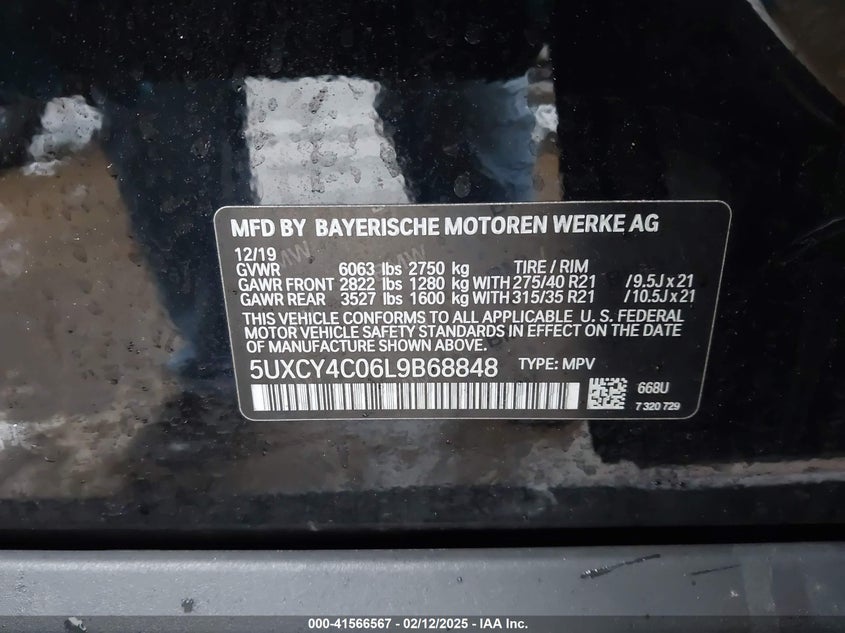 MFD BY BAYERISCHE MOTOREN WERKE AG
12/19
GVWR 6063 lbs 2750 kg TIRE / RIM
GAWR FRONT 2822 lbs 1280 kg WITH 275/40 R21 / 9.5J x 21
GAWR REAR 3527 lbs 1600 kg WITH 315/35 R21 / 10.5J x 21
THIS VEHICLE CONFORMS TO ALL APPLICABLE U. S. FEDERAL
MOTOR VEHICLE SAFETY STANDARDS IN EFFECT ON THE DATE
OF MANUFACTURE SHOWN ABOVE.
5UXCY4C06L9B68848 TYPE: MPV
668U
7 320 729
000-41566567 - 02/12/2025 - IAA Inc.